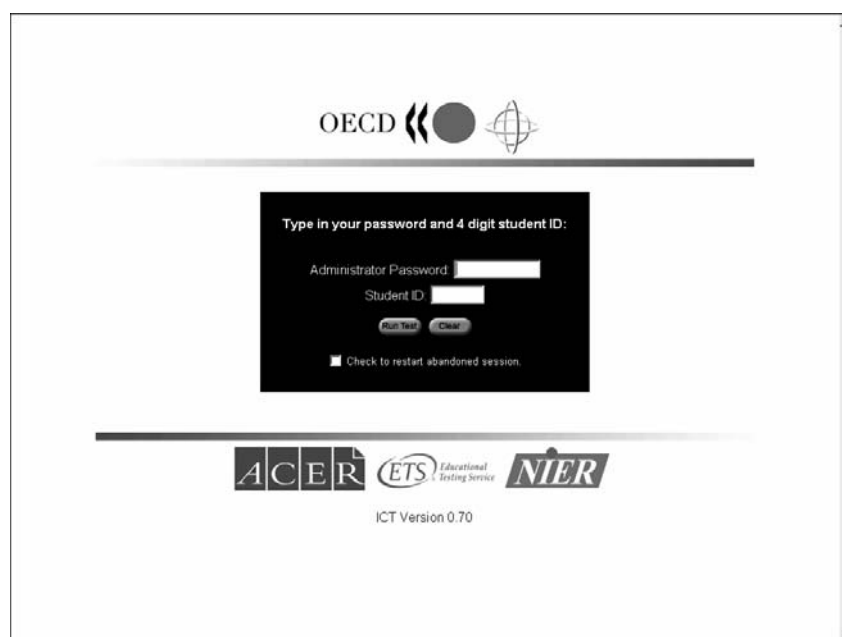 OECD
Type in your password and 4 digit student ID:
Administrator Password:
Student ID:
Run Test Clear
Check to restart abandoned session.
ACER ETS Educational Testing Service NIER
ICT Version 0.70